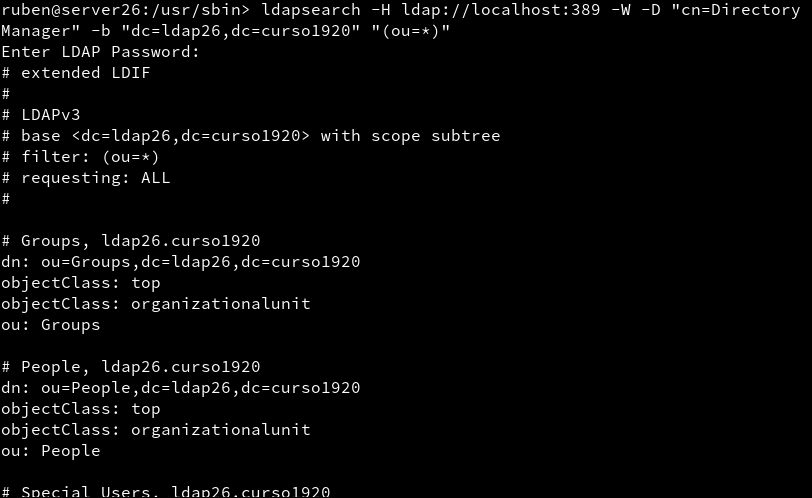 ruben@server26:/usr/sbin> ldapsearch -H ldap://localhost:389 -W -D "cn=Directory
Manager" -b "dc=ldap26,dc=curso1920" "(ou=*)"
Enter LDAP Password:
# extended LDIF
#
# LDAPv3
# base <dc=ldap26,dc=curso1920> with scope subtree
# filter: (ou=*)
# requesting: ALL
#
# Groups, ldap26.curso1920
dn: ou=Groups,dc=ldap26,dc=curso1920
objectClass: top
objectClass: organizationalunit
ou: Groups
# People, ldap26.curso1920
dn: ou=People,dc=ldap26,dc=curso1920
objectClass: top
objectClass: organizationalunit
ou: People
# Special Users, ldap26.curso1920